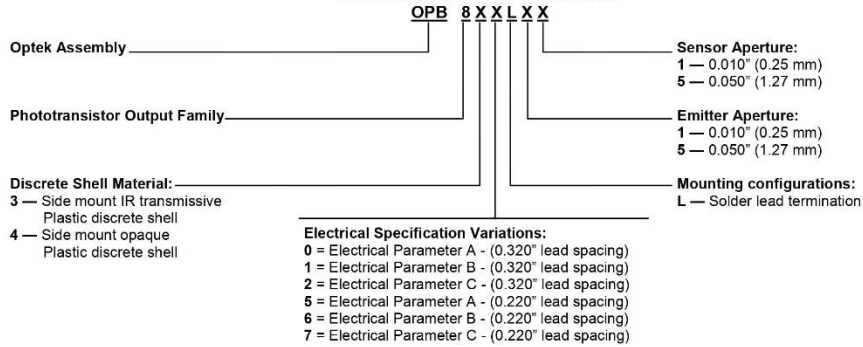 OPB 8 X X L X X
Optek Assembly
Phototransistor Output Family
Discrete Shell Material:
3 — Side mount IR transmissive
Plastic discrete shell
4 — Side mount opaque
Plastic discrete shell
Electrical Specification Variations:
0 = Electrical Parameter A - (0.320" lead spacing)
1 = Electrical Parameter B - (0.320" lead spacing)
2 = Electrical Parameter C - (0.320" lead spacing)
5 = Electrical Parameter A - (0.220" lead spacing)
6 = Electrical Parameter B - (0.220" lead spacing)
7 = Electrical Parameter C - (0.220" lead spacing)
Sensor Aperture:
1 — 0.010" (0.25 mm)
5 — 0.050" (1.27 mm)
Emitter Aperture:
1 — 0.010" (0.25 mm)
5 — 0.050" (1.27 mm)
Mounting configurations:
L — Solder lead termination